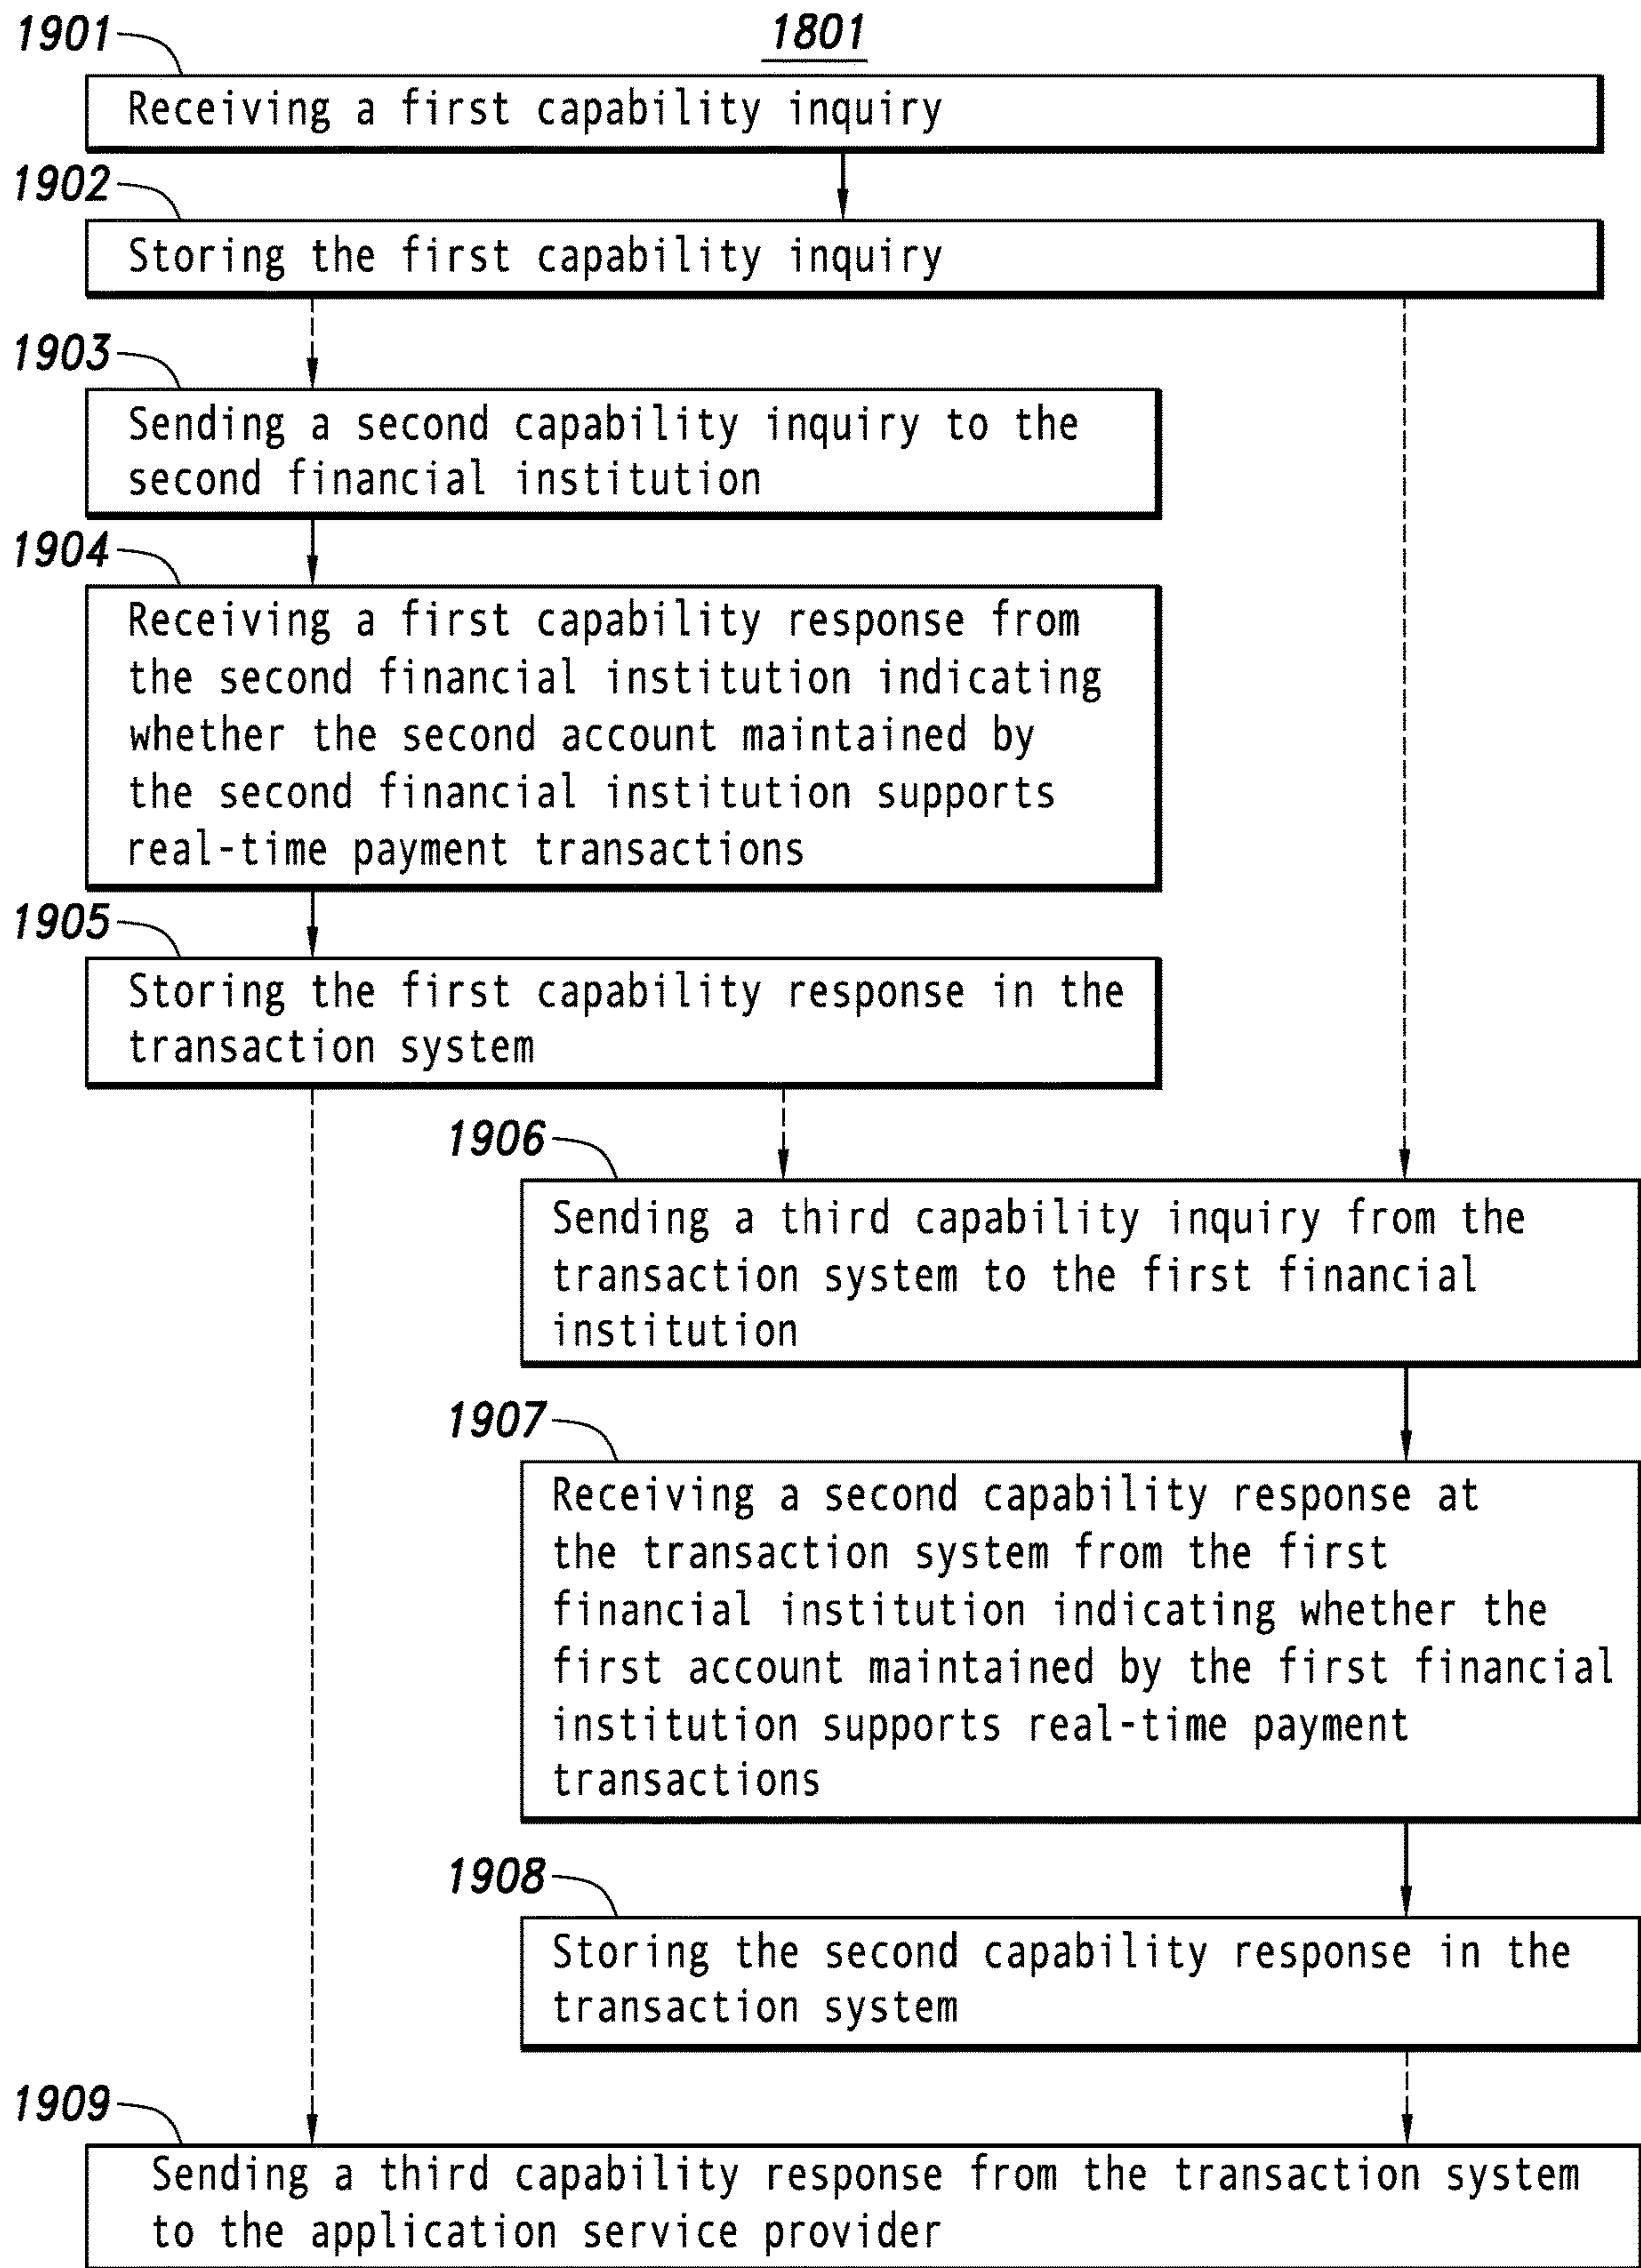 1901
1801
Receiving a first capability inquiry
1902
Storing the first capability inquiry
1903
Sending a second capability inquiry to the
second financial institution
1904
Receiving a first capability response from
the second financial institution indicating
whether the second account maintained by
the second financial institution supports
real-time payment transactions
1905
Storing the first capability response in the
transaction system
1906
Sending a third capability inquiry from the
transaction system to the first financial
institution
1907
Receiving a second capability response at
the transaction system from the first
financial institution indicating whether the
first account maintained by the first financial
institution supports real-time payment
transactions
1908
Storing the second capability response in the
transaction system
1909
Sending a third capability response from the transaction system
to the application service provider